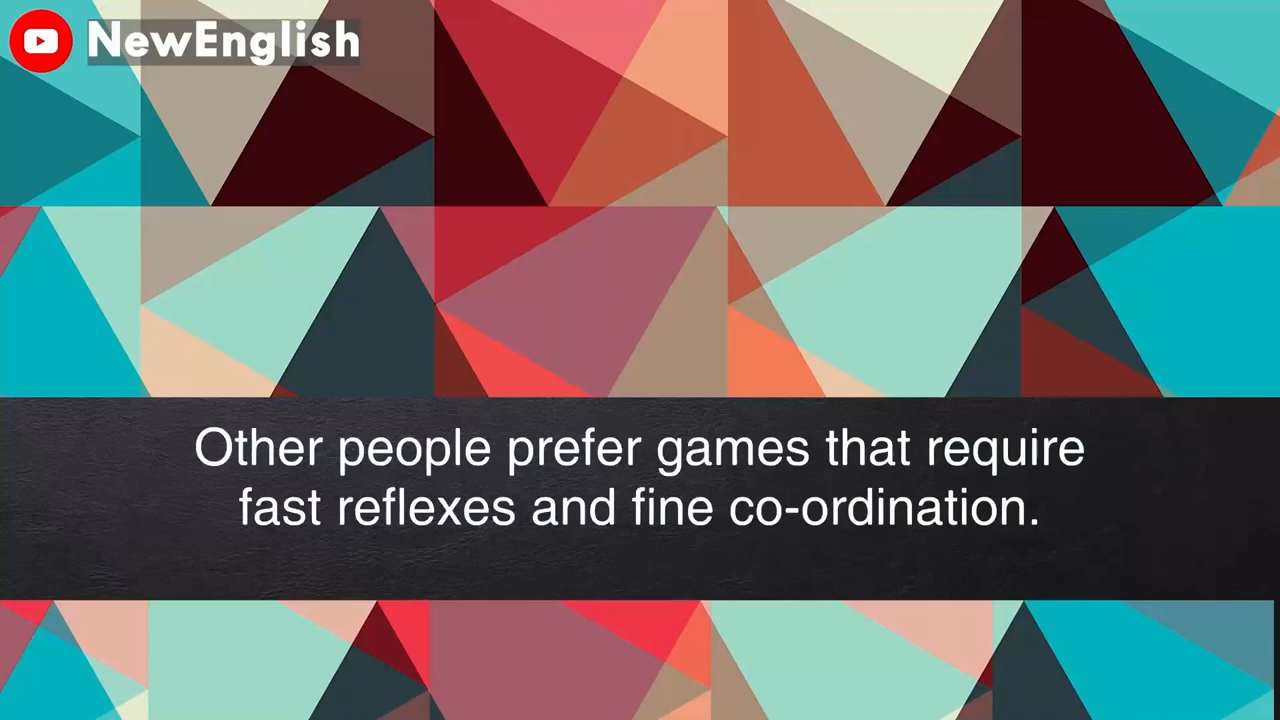 NewEnglish
Other people prefer games that require
fast reflexes and fine co-ordination.